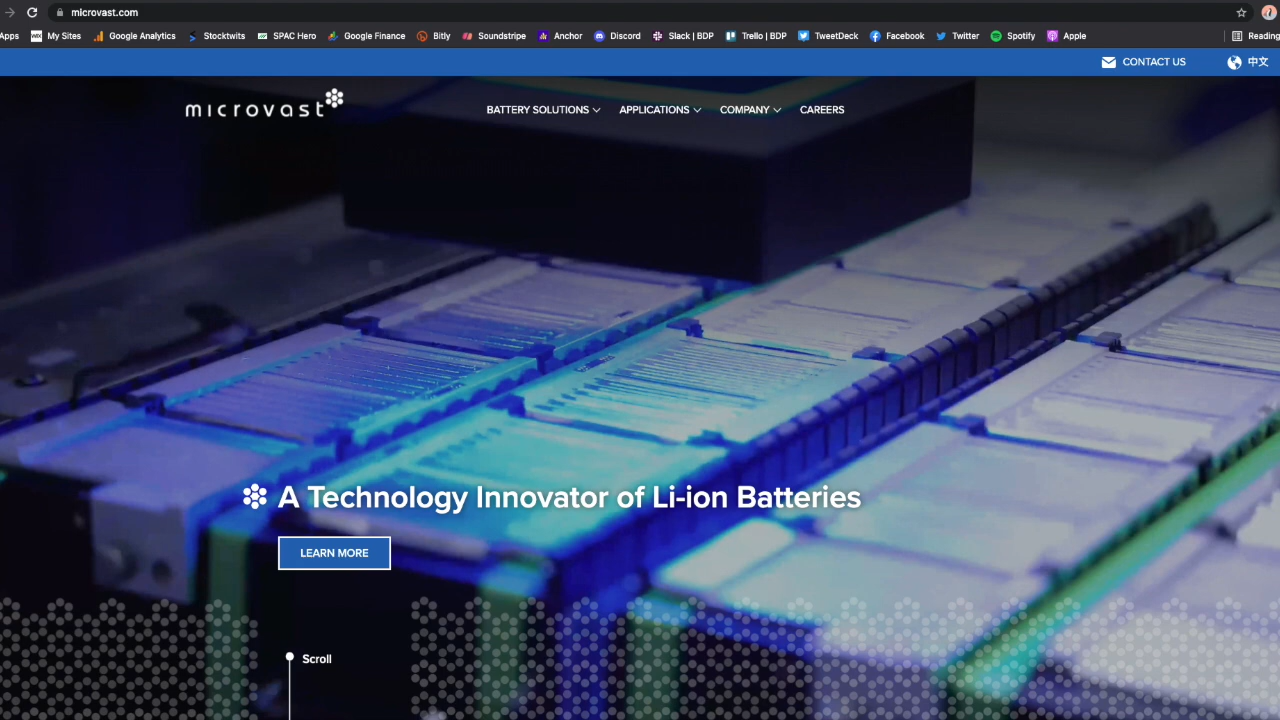 microvast.com
Apps My Sites Google Analytics Stocktwits SPAC Hero Google Finance Bitly Soundstripe Anchor Discord Slack | BDP Trello | BDP TweetDeck Facebook Twitter Spotify Apple Reading
CONTACT US 中文
microvast BATTERY SOLUTIONS APPLICATIONS COMPANY CAREERS
A Technology Innovator of Li-ion Batteries
LEARN MORE
Scroll